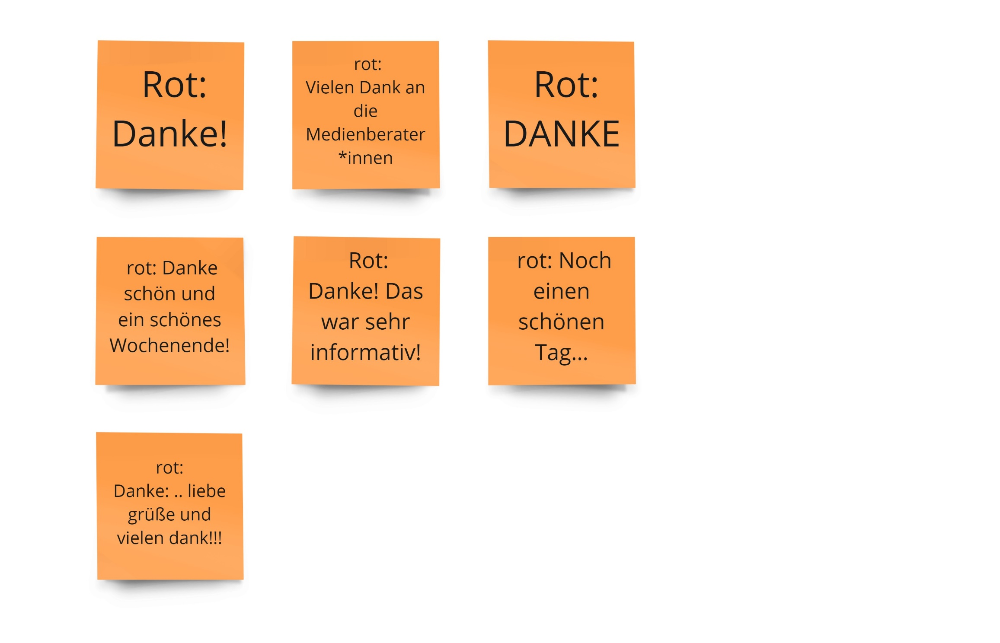 Rot:
Danke!
rot:
Vielen Dank an
die
Medienberater
*innen
Rot:
DANKE
rot: Danke
schön und
ein schönes
Wochenende!
Rot:
Danke! Das
war sehr
informativ!
rot: Noch
einen
schönen
Tag...
rot:
Danke: .. liebe
grüße und
vielen dank!!!